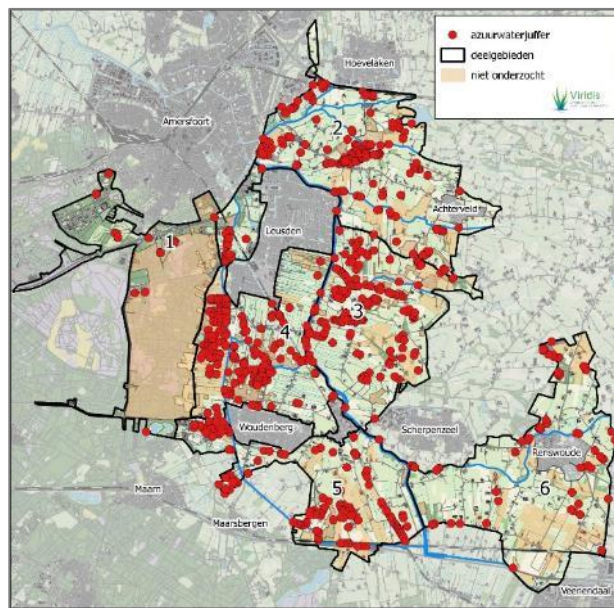 azuurwaterjuffer
deelgebieden
niet onderzocht
Viridis
Hoevelaken
Amersfoort
2
Achterveld
1
Leusden
3
4
Woudenberg
Scherpenzeel
Renswoude
Maarn
5
6
Maarsbergen
Veenendaal